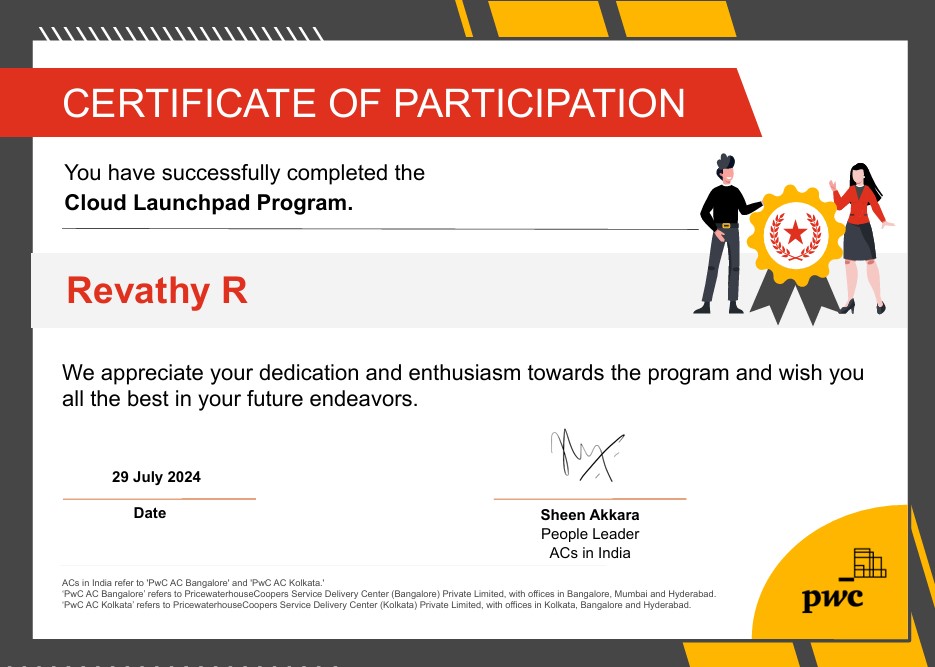 CERTIFICATE OF PARTICIPATION
You have successfully completed the
Cloud Launchpad Program.
Revathy R
We appreciate your dedication and enthusiasm towards the program and wish you
all the best in your future endeavors.
29 July 2024
Date
Sheen Akkara
People Leader
ACs in India
ACs in India refer to 'PwC AC Bangalore' and 'PwC AC Kolkata.'
'PwC AC Bangalore' refers to PricewaterhouseCoopers Service Delivery Center (Bangalore) Private Limited, with offices in Bangalore, Mumbai and Hyderabad.
'PwC AC Kolkata' refers to PricewaterhouseCoopers Service Delivery Center (Kolkata) Private Limited, with offices in Kolkata, Bangalore and Hyderabad.
pwc